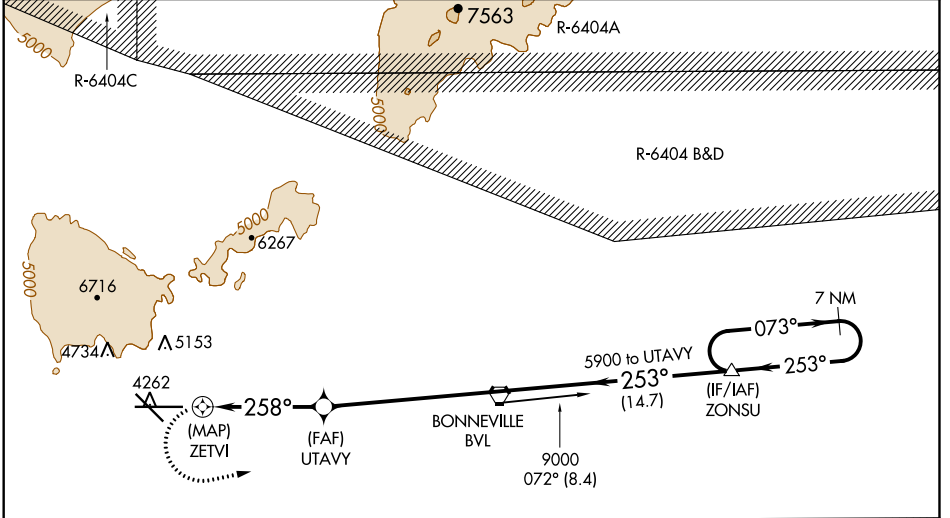 7563
R-6404A
5000
R-6404C
5000
R-6404 B&D
5000
6267
5000
6716
4734
5153
7 NM
073°
5900 to UTAVY
253°
253°
(14.7)
(IF/IAF)
ZONSU
4262
258°
(MAP)
ZETVI
(FAF)
UTAVY
BONNEVILLE
BVL
9000
072° (8.4)